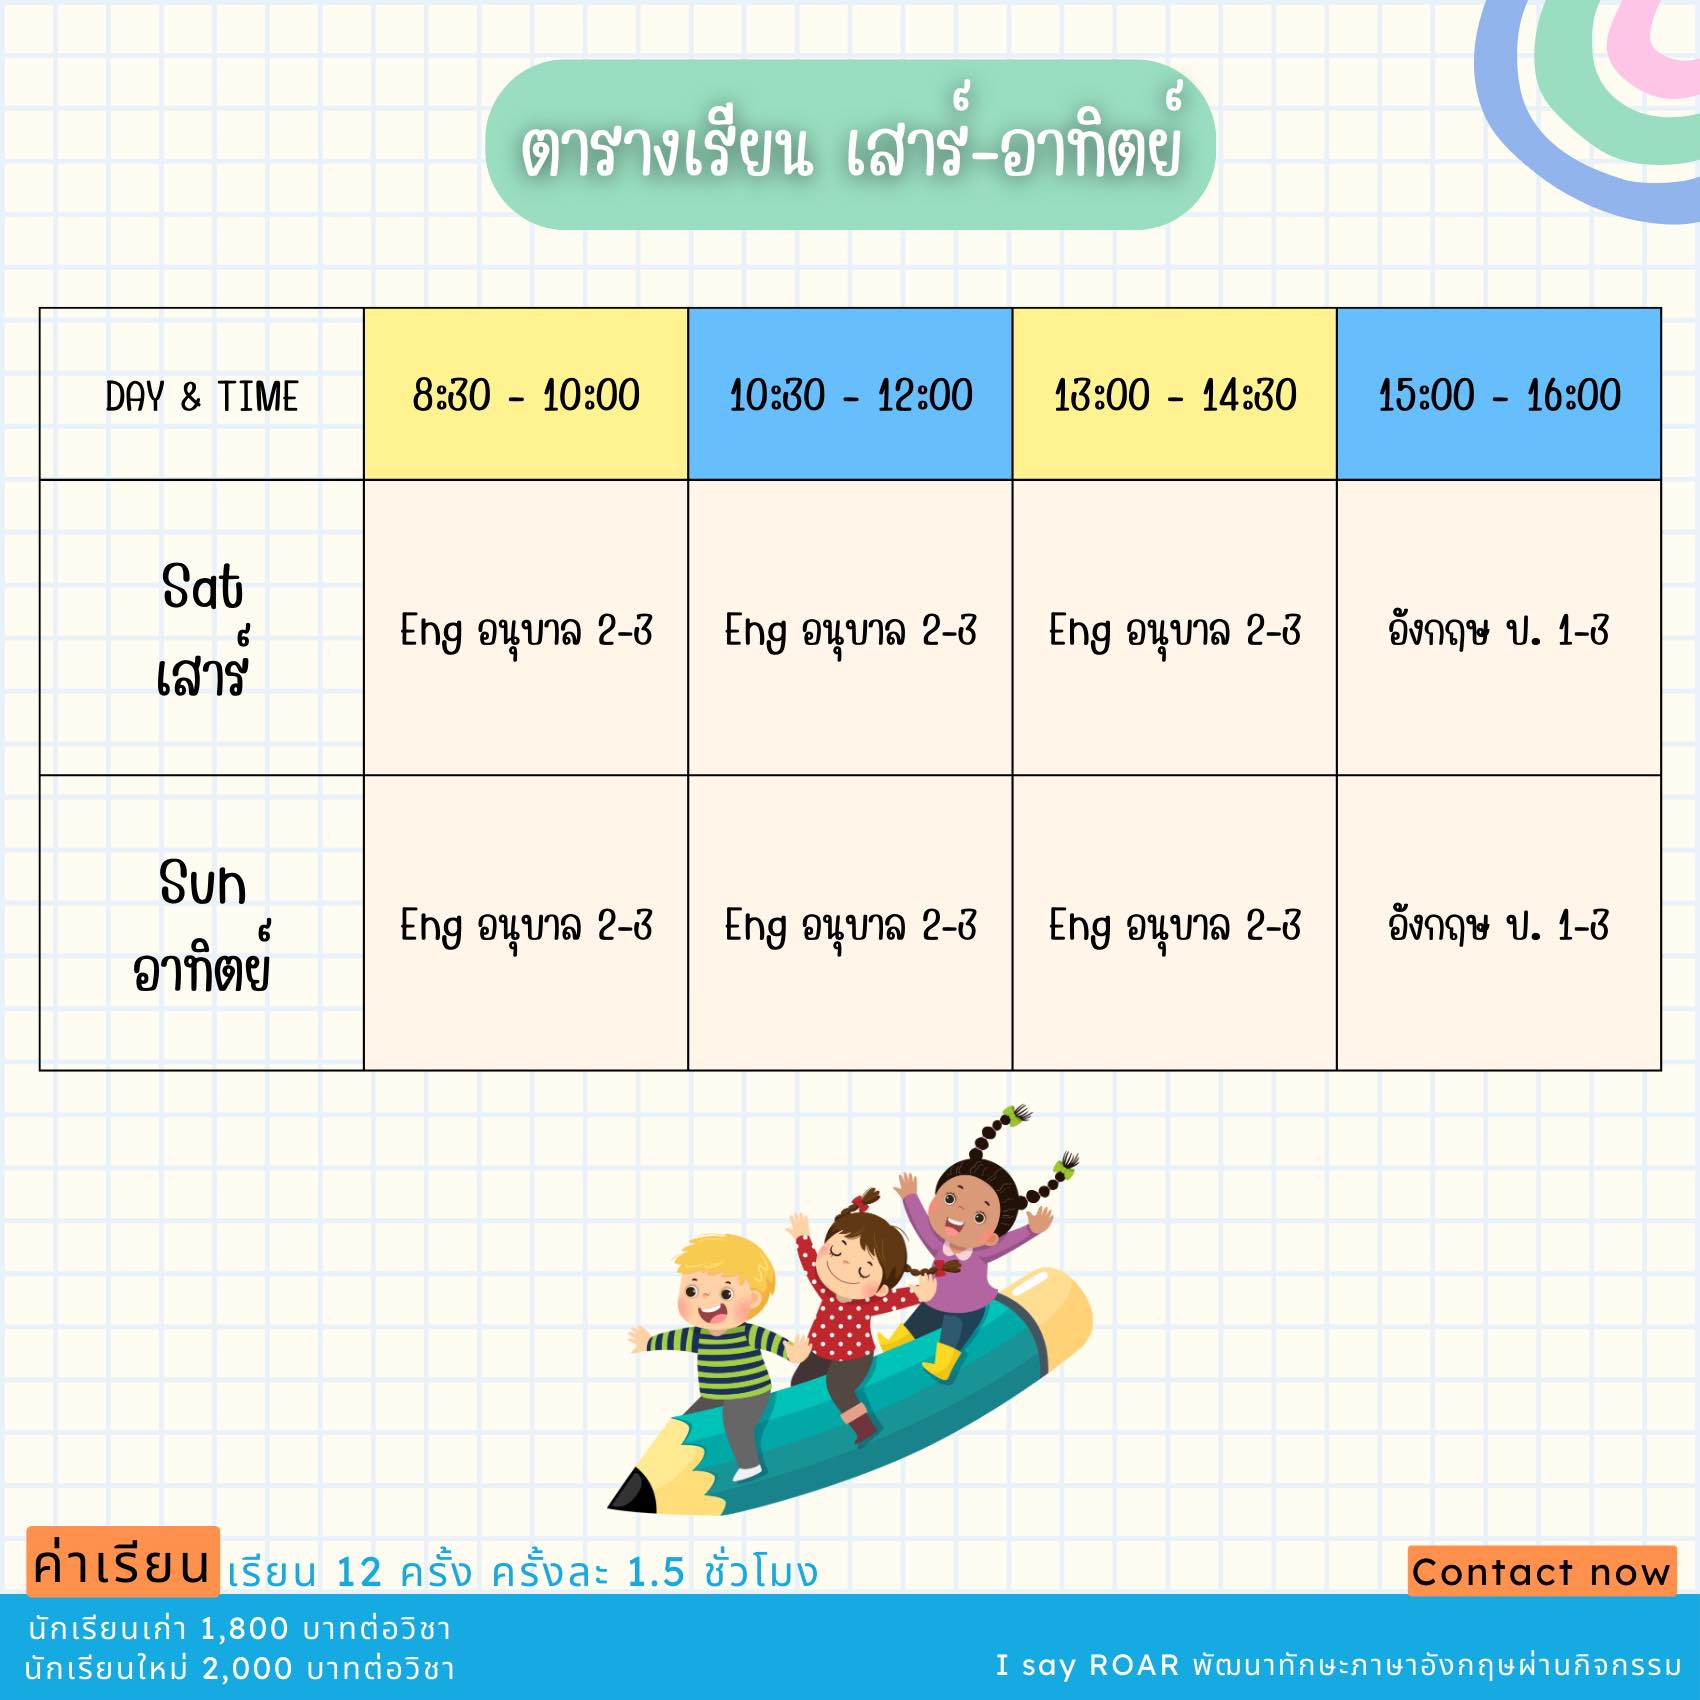 ตารางเรียน เสาร์-อาทิตย์
DAY & TIME
8:30 - 10:00
10:30 - 12:00
13:00 - 14:30
15:00 - 16:00
Sat
เสาร์
Eng อนุบาล 2-3
Eng อนุบาล 2-3
Eng อนุบาล 2-3
อังกฤษ ป. 1-3
Sun
อาทิตย์
Eng อนุบาล 2-3
Eng อนุบาล 2-3
Eng อนุบาล 2-3
อังกฤษ ป. 1-3
ค่าเรียน
เรียน 12 ครั้ง ครั้งละ 1.5 ชั่วโมง
นักเรียนเก่า 1,800 บาทต่อวิชา
นักเรียนใหม่ 2,000 บาทต่อวิชา
Contact now
I say ROAR พัฒนาทักษะภาษาอังกฤษผ่านกิจกรรม